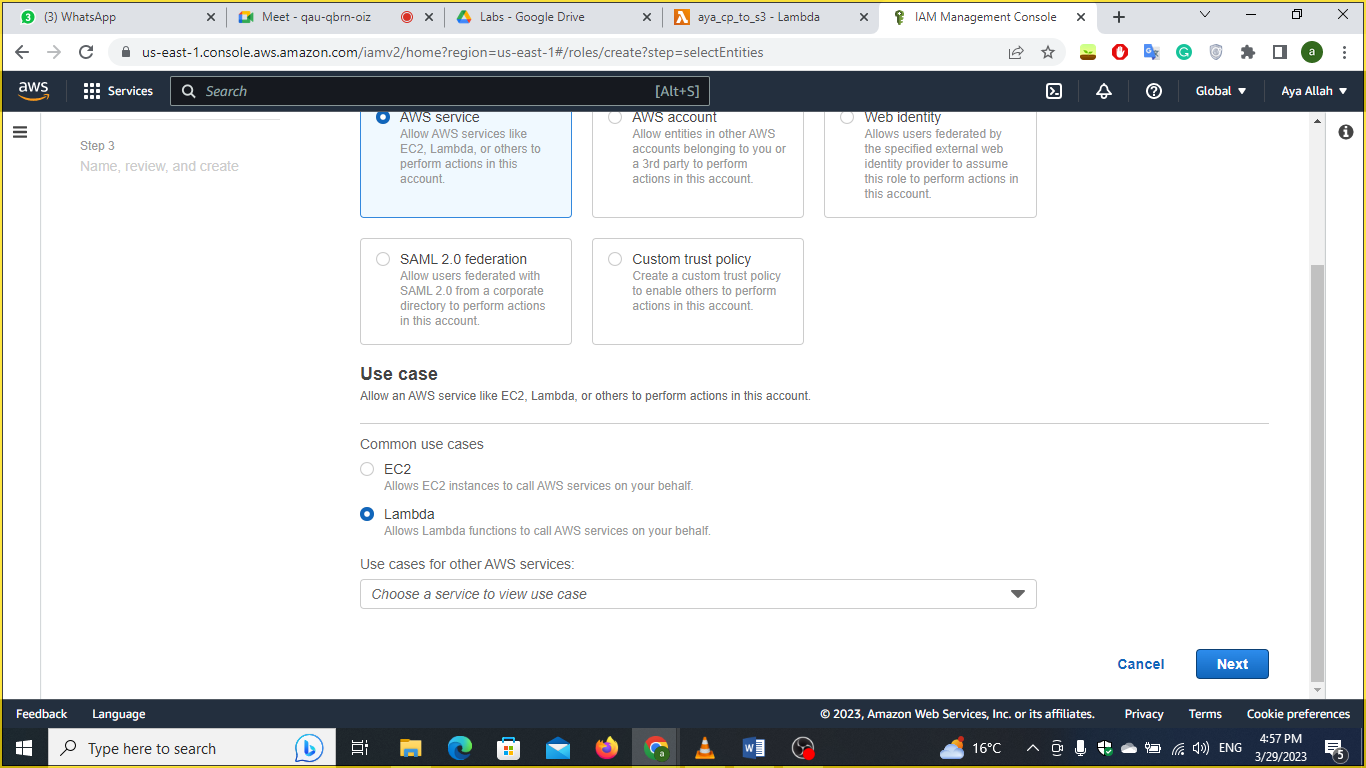 (3) WhatsApp
Meet - qau-qbrn-oiz
Labs - Google Drive
aya_cp_to_s3 - Lambda
IAM Management Console
us-east-1.console.aws.amazon.com/iamv2/home?region=us-east-1#/roles/create?step=selectEntities
a
aws
Services
Search
[Alt+S]
Global
Aya Allah
Step 3
Name, review, and create
AWS service
Allow AWS services like
EC2, Lambda, or others to
perform actions in this
account.
AWS account
Allow entities in other AWS
accounts belonging to you or
a 3rd party to perform
actions in this account.
Web identity
Allows users federated by
the specified external web
identity provider to assume
this role to perform actions in
this account.
SAML 2.0 federation
Allow users federated with
SAML 2.0 from a corporate
directory to perform actions
in this account.
Custom trust policy
Create a custom trust policy
to enable others to perform
actions in this account.
Use case
Allow an AWS service like EC2, Lambda, or others to perform actions in this account.
Common use cases
EC2
Allows EC2 instances to call AWS services on your behalf.
Lambda
Allows Lambda functions to call AWS services on your behalf.
Use cases for other AWS services:
Choose a service to view use case
Cancel
Next
Feedback
Language
© 2023, Amazon Web Services, Inc. or its affiliates.
Privacy
Terms
Cookie preferences
Type here to search
16°C
ENG
4:57 PM
3/29/2023
5